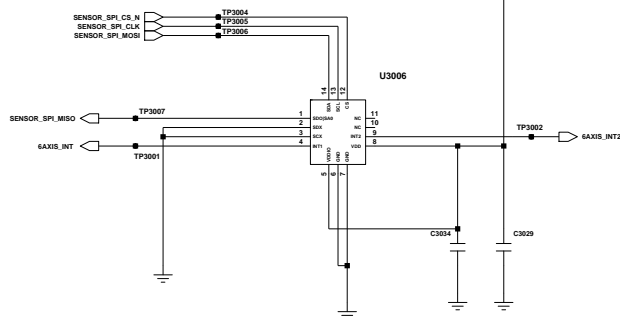 SENSOR_SPI_CS_N TP3004
SENSOR_SPI_CLK TP3005
SENSOR_SPI_MOSI TP3006
U3006
14 13 12
SDA SCL CS
SENSOR_SPI_MISO TP3007 1 SDO|SA0 NC 11
2 SDX NC 10
3 SCX INT2 9 TP3002 6AXIS_INT2
6AXIS_INT TP3001 4 INT1 VDD 8
VDDIO GND GND
5 6 7
C3034 C3029